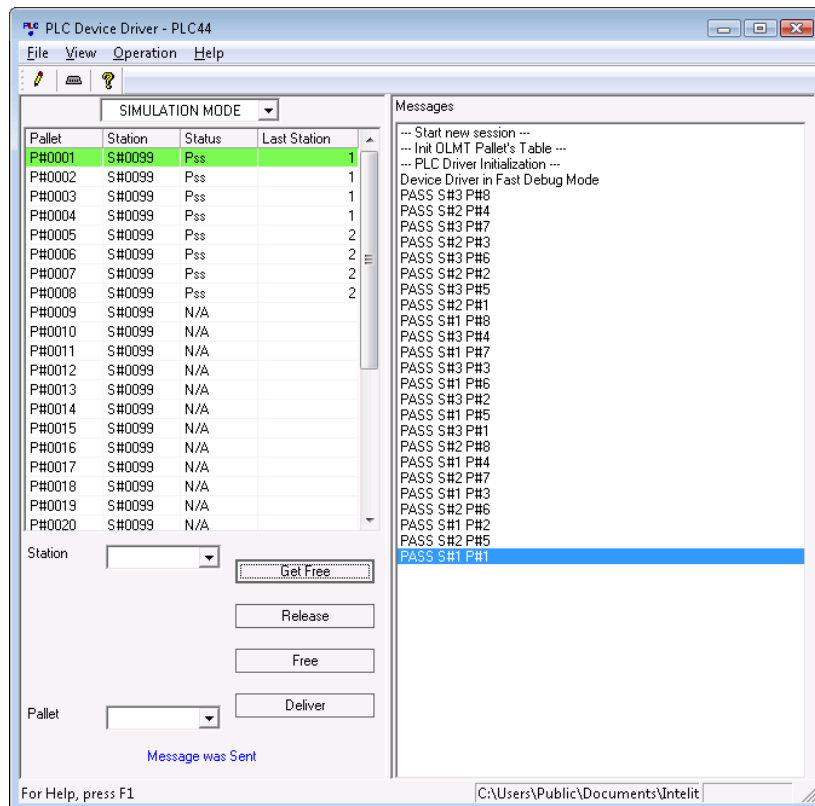 PLC Device Driver - PLC44
File View Operation Help
SIMULATION MODE
Pallet Station Status Last Station
P#0001 S#0099 Pss 1
P#0002 S#0099 Pss 1
P#0003 S#0099 Pss 1
P#0004 S#0099 Pss 1
P#0005 S#0099 Pss 2
P#0006 S#0099 Pss 2
P#0007 S#0099 Pss 2
P#0008 S#0099 Pss 2
P#0009 S#0099 N/A
P#0010 S#0099 N/A
P#0011 S#0099 N/A
P#0012 S#0099 N/A
P#0013 S#0099 N/A
P#0014 S#0099 N/A
P#0015 S#0099 N/A
P#0016 S#0099 N/A
P#0017 S#0099 N/A
P#0018 S#0099 N/A
P#0019 S#0099 N/A
P#0020 S#0099 N/A
Station
Get Free
Release
Free
Deliver
Pallet
Message was Sent
Messages
--- Start new session ---
--- Init OLMT Pallet's Table ---
--- PLC Driver Initialization ---
Device Driver in Fast Debug Mode
PASS S#3 P#8
PASS S#2 P#4
PASS S#3 P#7
PASS S#2 P#3
PASS S#3 P#6
PASS S#2 P#2
PASS S#3 P#5
PASS S#2 P#1
PASS S#1 P#8
PASS S#3 P#4
PASS S#1 P#7
PASS S#3 P#3
PASS S#1 P#6
PASS S#3 P#2
PASS S#1 P#5
PASS S#3 P#1
PASS S#2 P#8
PASS S#1 P#4
PASS S#2 P#7
PASS S#1 P#3
PASS S#2 P#6
PASS S#1 P#2
PASS S#2 P#5
PASS S#1 P#1
For Help, press F1
C:\Users\Public\Documents\Intelit